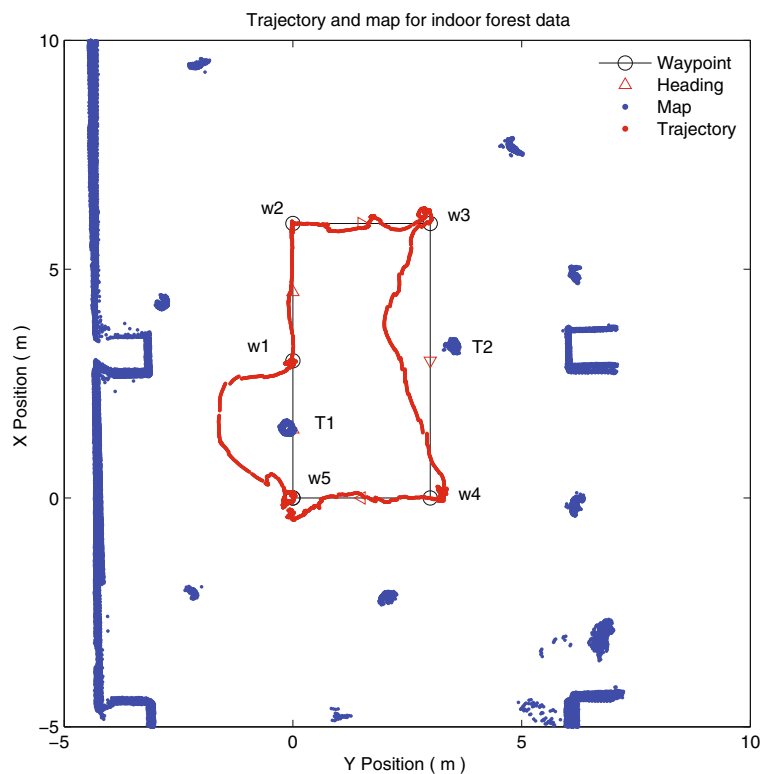 Trajectory and map for indoor forest data
10
Waypoint
Heading
Map
Trajectory
w2
w3
5
w1
T2
T1
w5
w4
0
−5
−5
0
5
10
X Position ( m )
Y Position ( m )